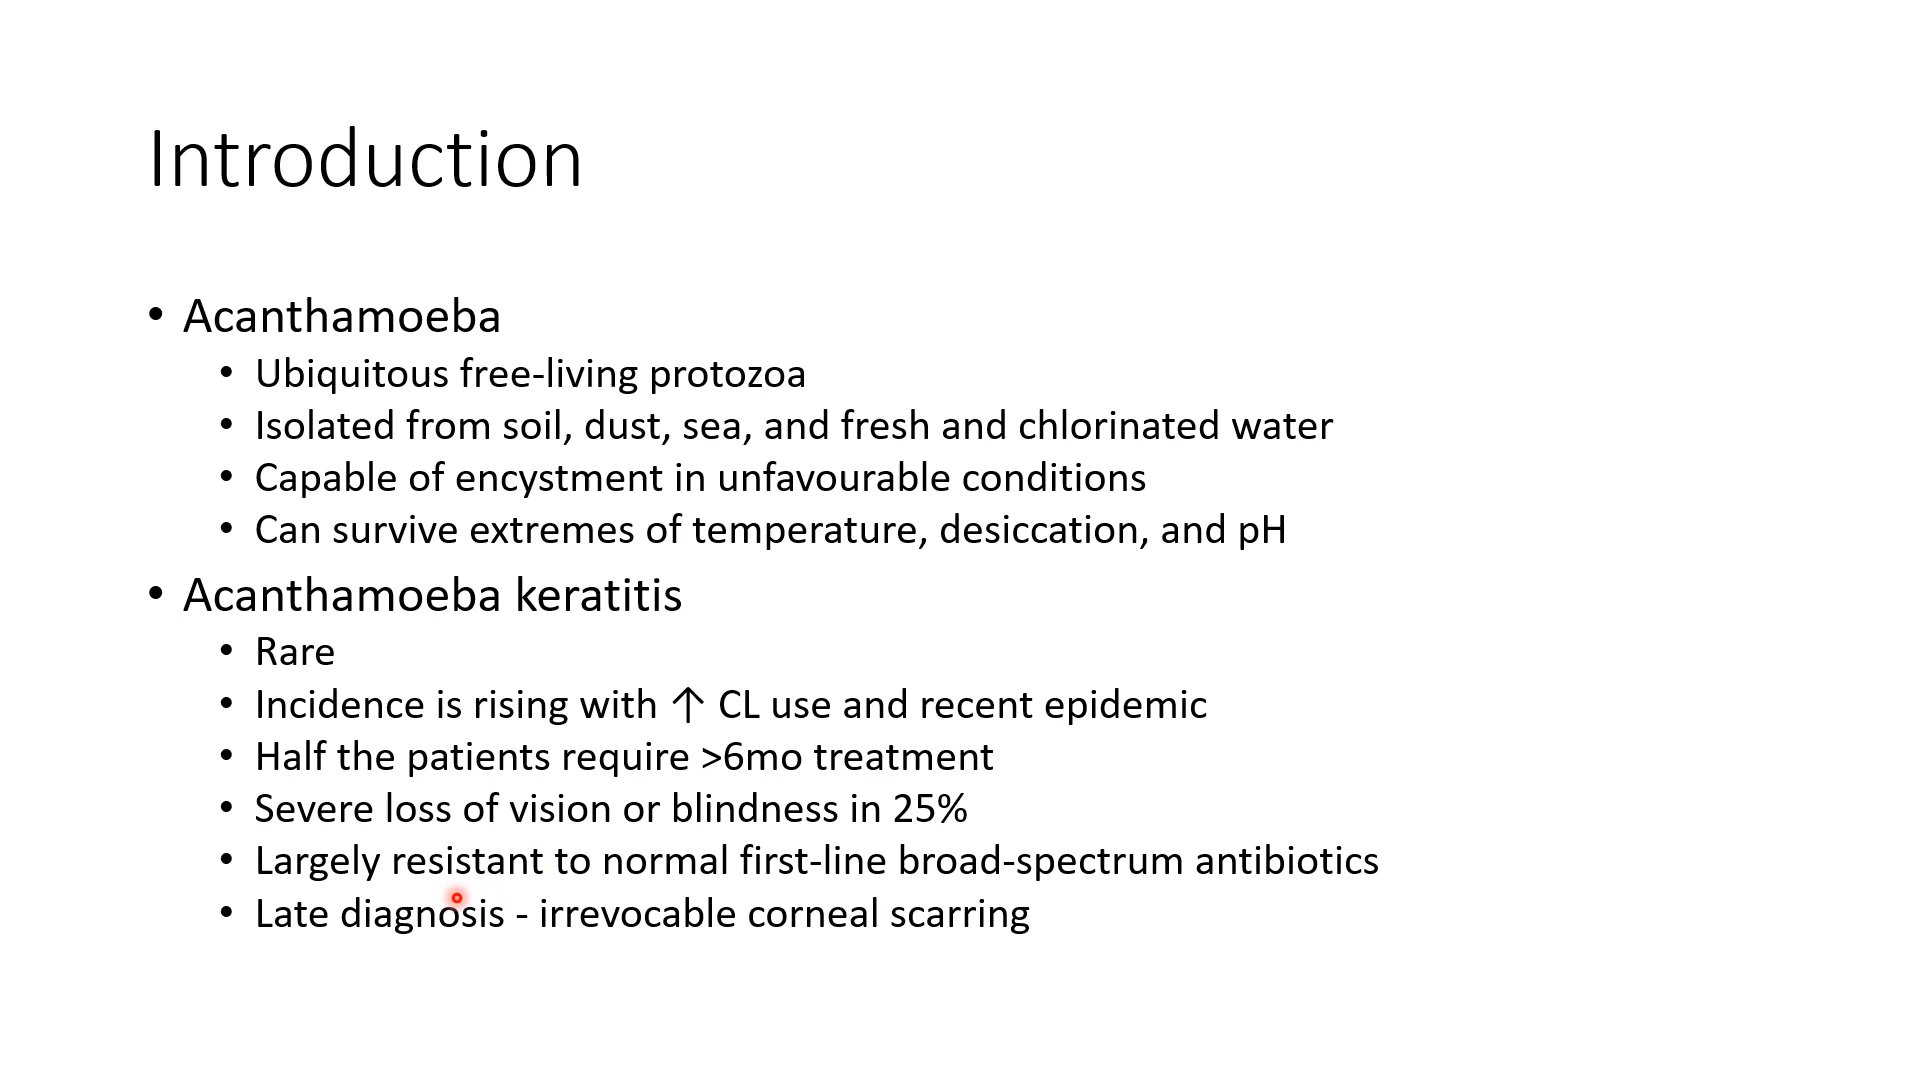 Introduction
• Acanthamoeba
• Ubiquitous free-living protozoa
• Isolated from soil, dust, sea, and fresh and chlorinated water
• Capable of encystment in unfavourable conditions
• Can survive extremes of temperature, desiccation, and pH
• Acanthamoeba keratitis
• Rare
• Incidence is rising with ↑ CL use and recent epidemic
• Half the patients require >6mo treatment
• Severe loss of vision or blindness in 25%
• Largely resistant to normal first-line broad-spectrum antibiotics
• Late diagnosis - irrevocable corneal scarring